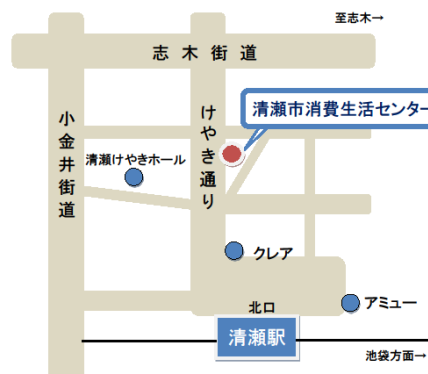 至志木→
志木街道
清瀬市消費生活センター
小金井街道
けやき通り
清瀬けやきホール
クレア
北口
アミュー
清瀬駅
池袋方面→